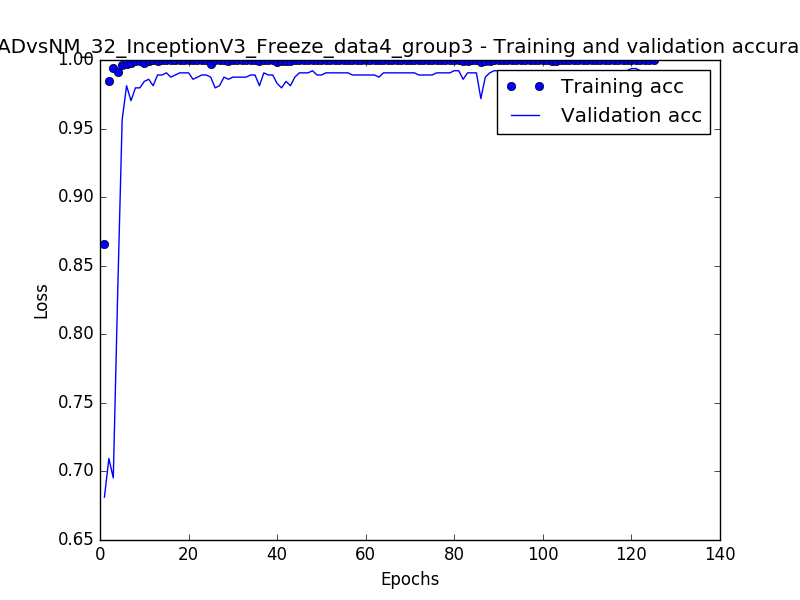 ADvsNM_32_InceptionV3_Freeze_data4_group3 - Training and validation accura
1.00
0.95
0.90
0.85
0.80
0.75
0.70
0.65
Loss
Training acc
Validation acc
0 20 40 60 80 100 120 140
Epochs